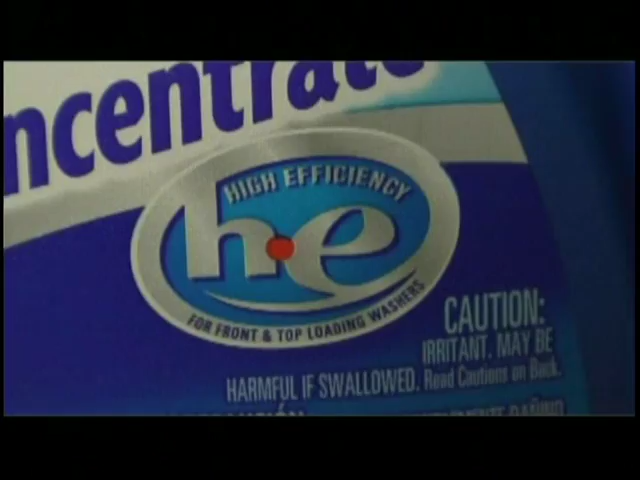 ncentrate
HIGH EFFICIENCY
he
FOR FRONT & TOP LOADING WASHERS
CAUTION:
IRRITANT. MAY BE
HARMFUL IF SWALLOWED. Read Cautions on Back.